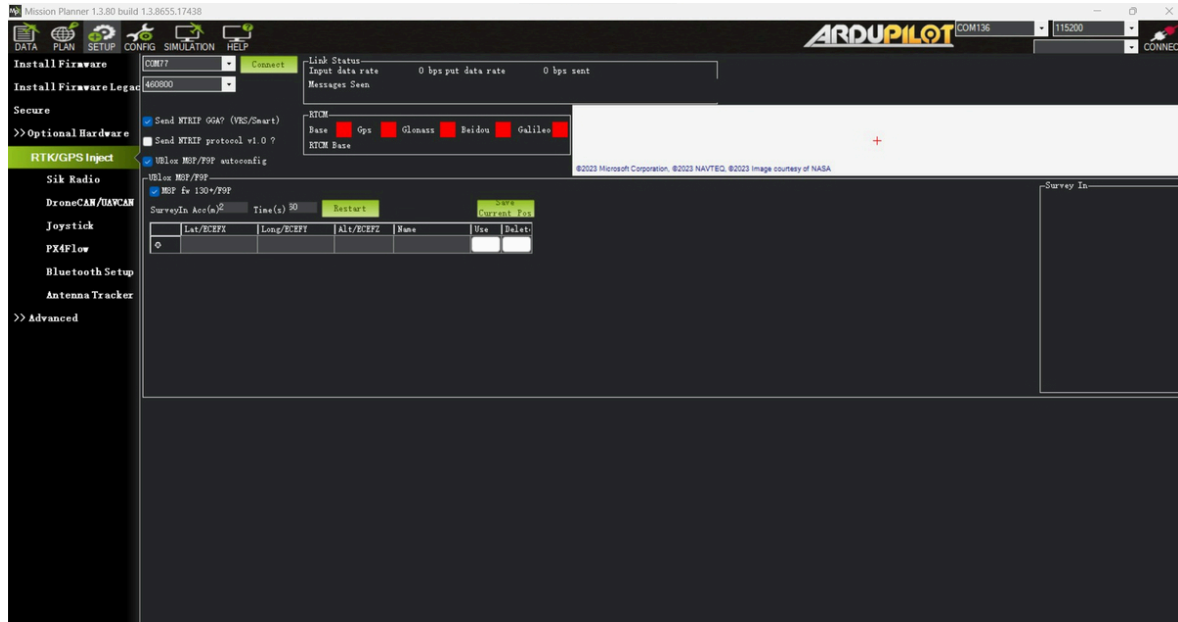 Mission Planner 1.3.80 build 1.3.8655.17438
DATA PLAN SETUP CONFIG SIMULATION HELP
ARDUPILOT
COM136 115200
CONNEC
Install Firmware
Install Firmware Legac
Secure
>>Optional Hardware
RTK/GPS Inject
Sik Radio
DroneCAN/UAVCAN
Joystick
PX4Flow
Bluetooth Setup
Antenna Tracker
>> Advanced
COM77 Connect
460800
Link Status
Input data rate 0 bps put data rate 0 bps sent
Messages Seen
Send NTRIP GGA? (VRS/Smart)
Send NTRIP protocol v1.0 ?
UBlox M8P/F9P autoconfig
RTCM
Base Gps Glonass Beidou Galileo
RTCM Base
©2023 Microsoft Corporation, ©2023 NAVTEQ, ©2023 Image courtesy of NASA
UBlox M8P/F9P
M8P fw 130+/F9P
SurveyIn Acc(m) 2 Time(s) 50 Restart
Save
Current Pos
Lat/ECEFX Long/ECEFY Alt/ECEFZ Name Use Delet
Survey In